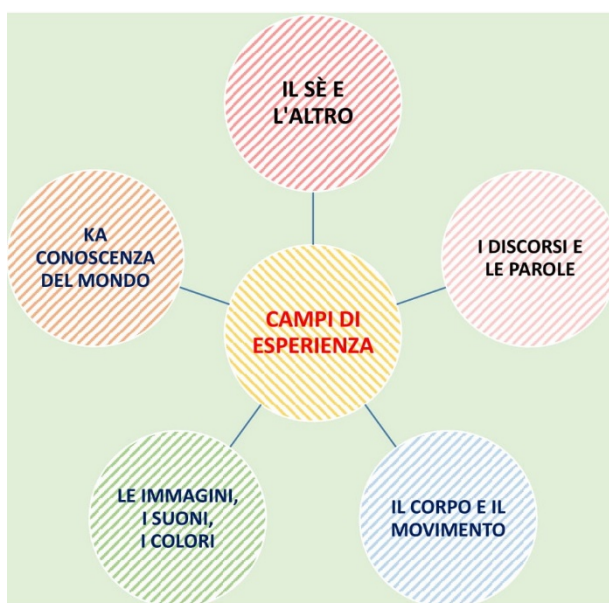 IL SÈ E
L'ALTRO
KA
CONOSCENZA
DEL MONDO
I DISCORSI E
LE PAROLE
CAMPI DI
ESPERIENZA
LE IMMAGINI,
I SUONI,
I COLORI
IL CORPO E IL
MOVIMENTO